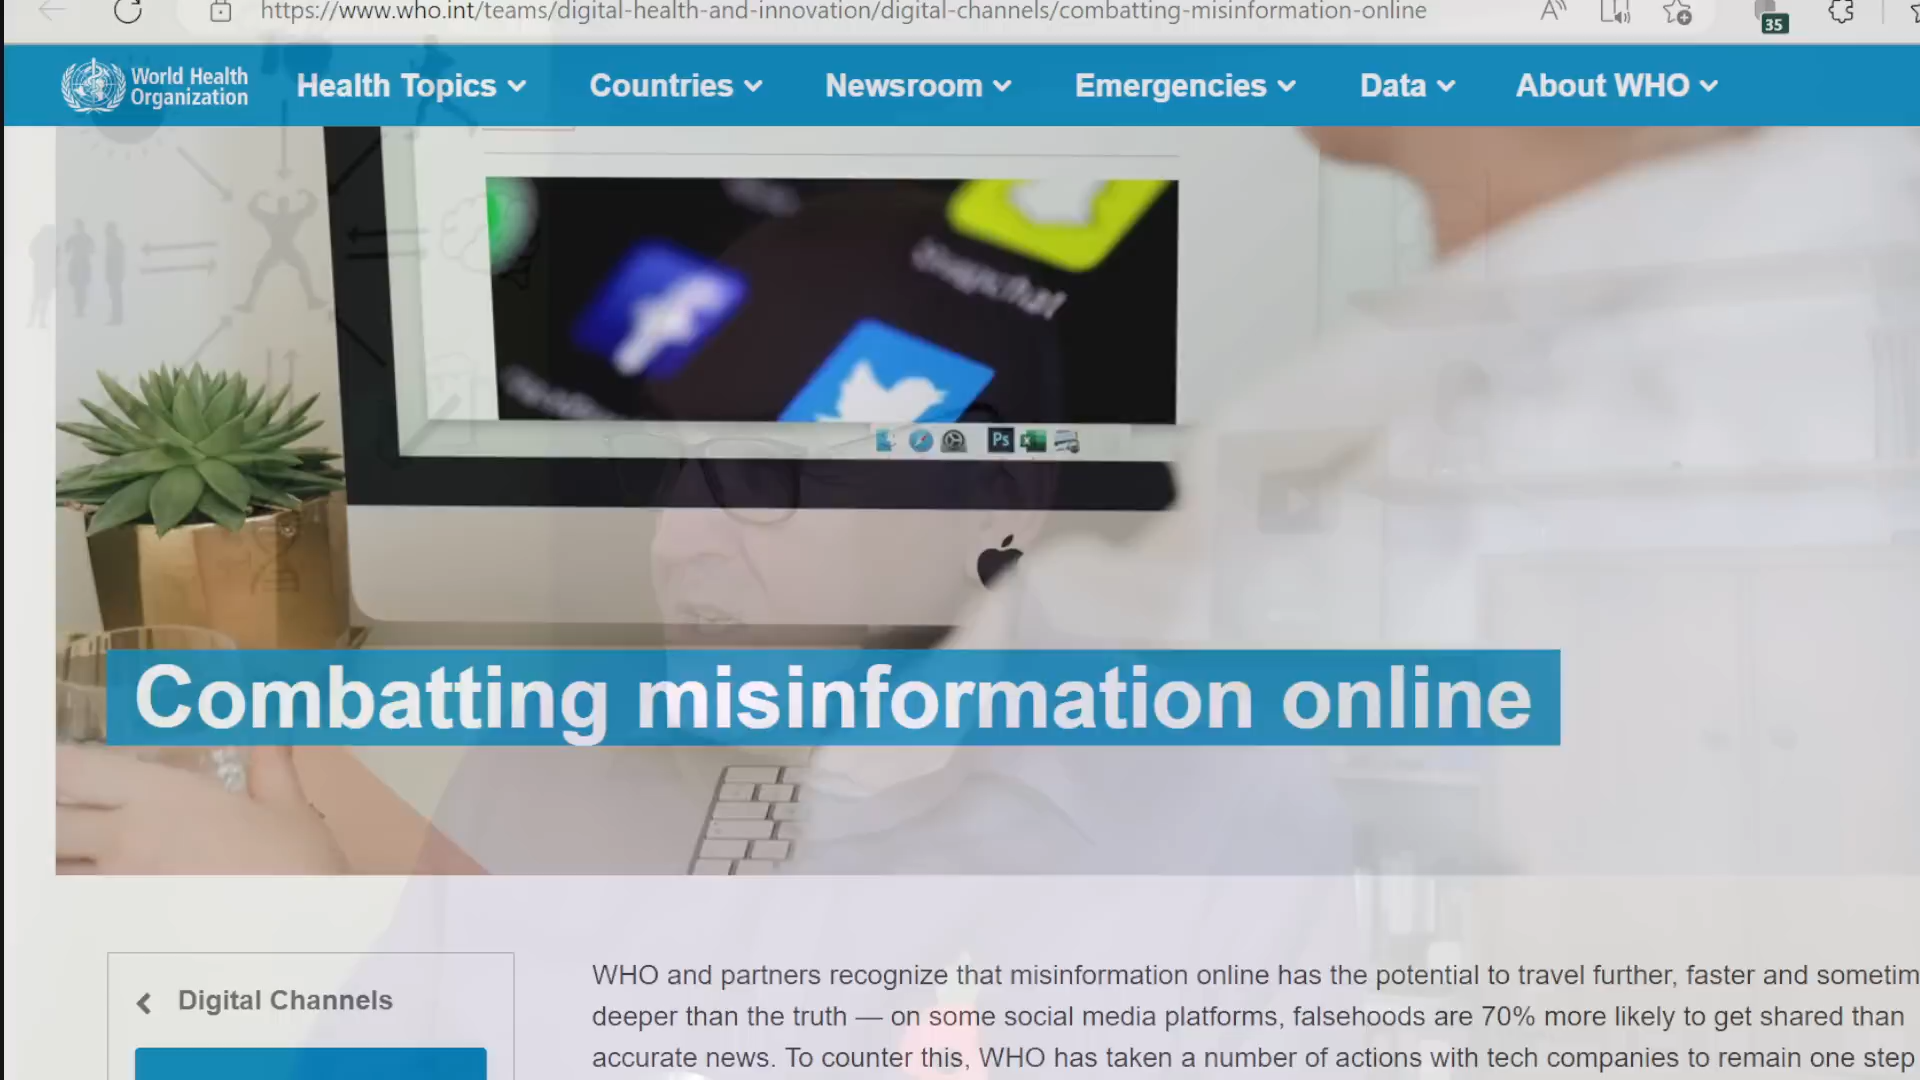 https://www.who.int/teams/digital-health-and-innovation/digital-channels/combatting-misinformation-online
35
World Health Organization
Health Topics
Countries
Newsroom
Emergencies
Data
About WHO
snapchat
Ps
Combatting misinformation online
Digital Channels
WHO and partners recognize that misinformation online has the potential to travel further, faster and sometim
deeper than the truth — on some social media platforms, falsehoods are 70% more likely to get shared than
accurate news. To counter this, WHO has taken a number of actions with tech companies to remain one step